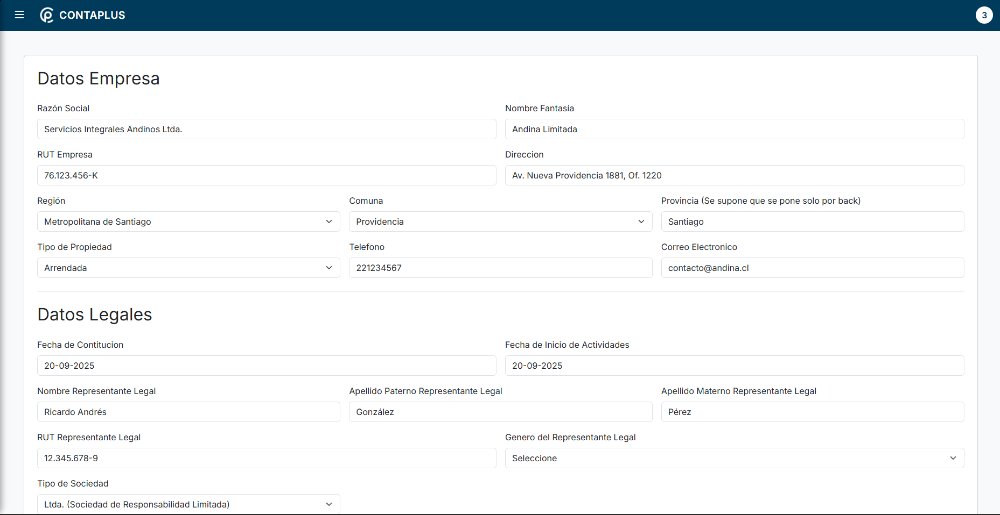 CONTAPLUS
3
Datos Empresa
Razón Social
Nombre Fantasía
Servicios Integrales Andinos Ltda.
Andina Limitada
RUT Empresa
Direccion
76.123.456-K
Av. Nueva Providencia 1881, Of. 1220
Región
Comuna
Provincia (Se supone que se pone solo por back)
Metropolitana de Santiago
Providencia
Santiago
Tipo de Propiedad
Telefono
Correo Electronico
Arrendada
221234567
contacto@andina.cl
Datos Legales
Fecha de Contitucion
Fecha de Inicio de Actividades
20-09-2025
20-09-2025
Nombre Representante Legal
Apellido Paterno Representante Legal
Apellido Materno Representante Legal
Ricardo Andrés
González
Pérez
RUT Representante Legal
Genero del Representante Legal
12.345.678-9
Seleccione
Tipo de Sociedad
Ltda. (Sociedad de Responsabilidad Limitada)